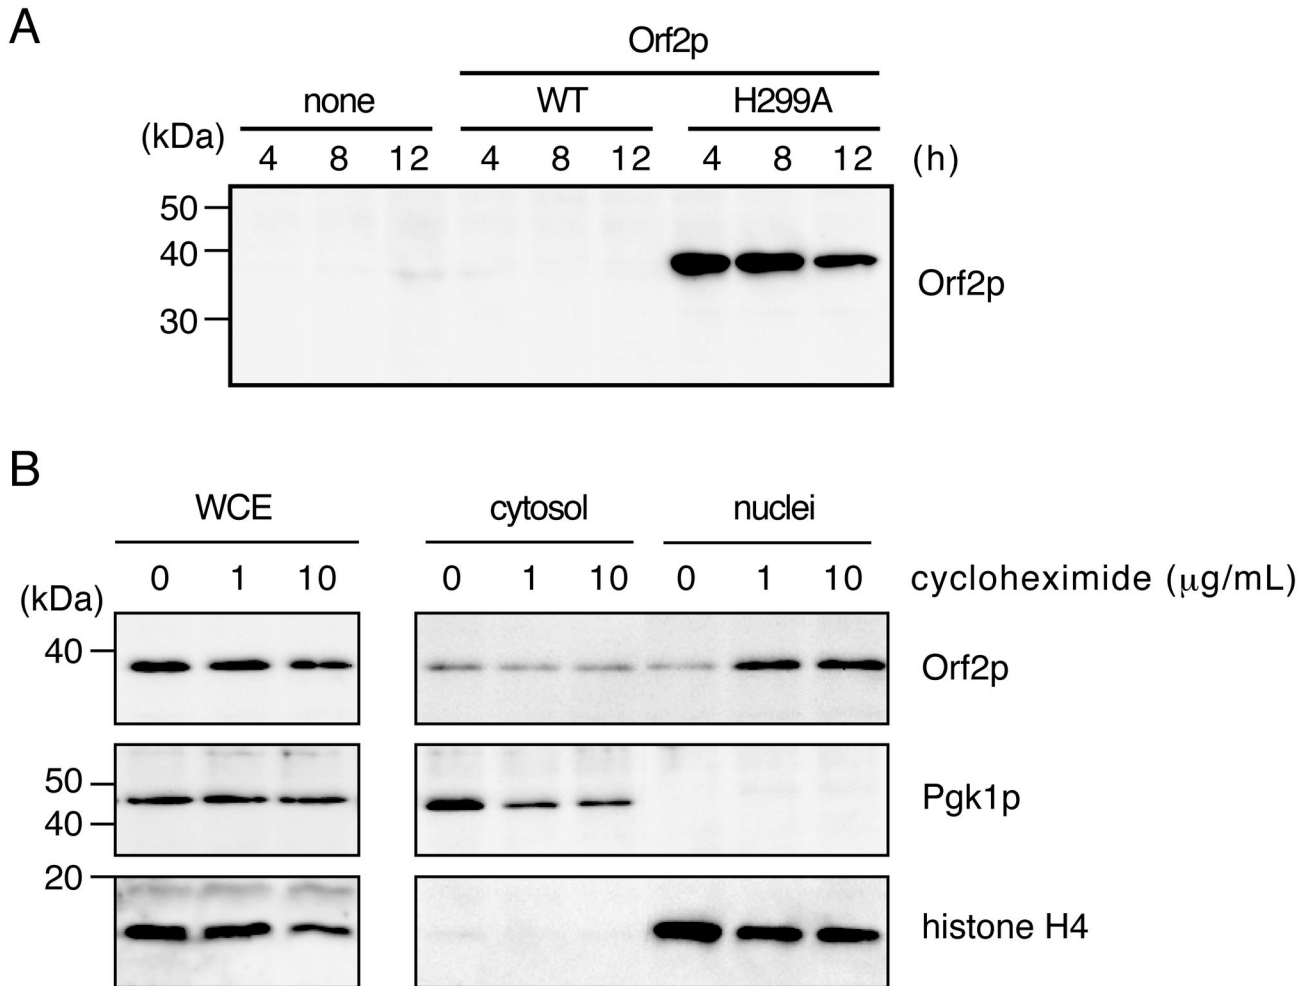 A
Orf2p
none WT H299A
(kDa) 4 8 12 4 8 12 4 8 12 (h)
50
40
Orf2p
30
B
WCE cytosol nuclei
0 1 10 0 1 10 0 1 10 cycloheximide (μg/mL)
(kDa)
40
Orf2p
50
Pgk1p
40
20
histone H4